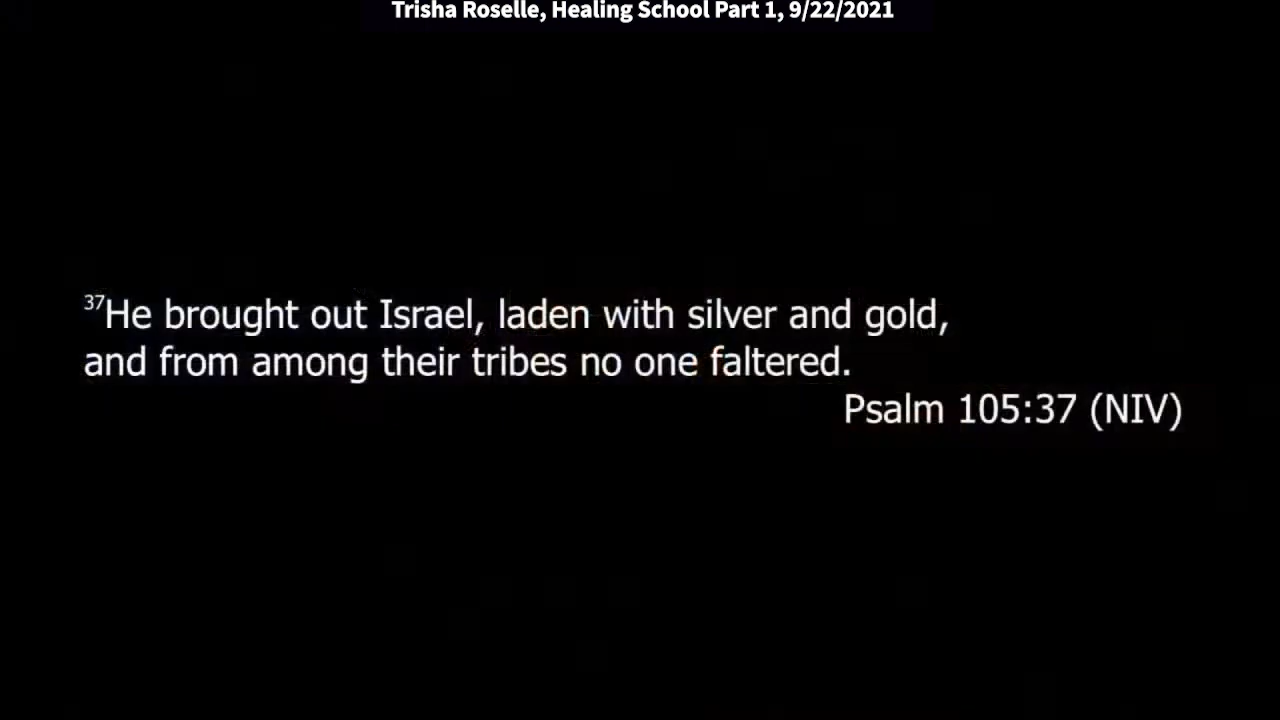 Trisha Roselle, Healing School Part 1, 9/22/2021
37He brought out Israel, laden with silver and gold,
and from among their tribes no one faltered.
Psalm 105:37 (NIV)